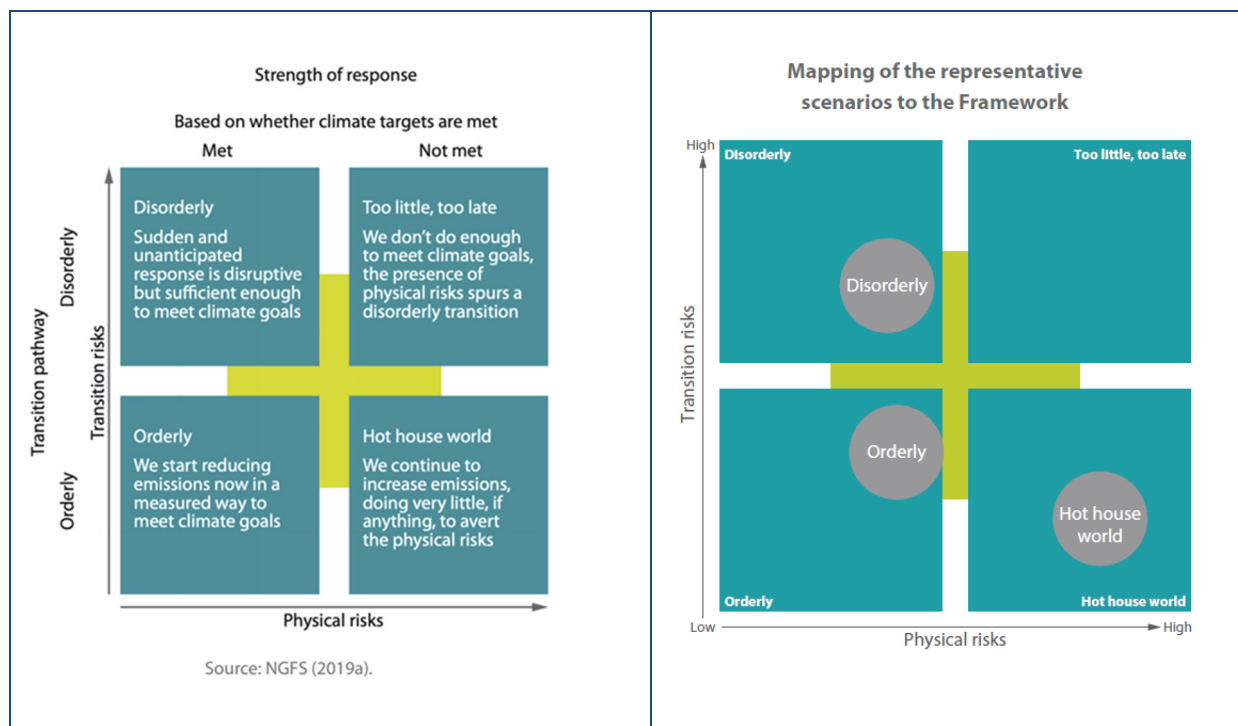 Strength of response
Based on whether climate targets are met
Met
Not met
Transition pathway
Disorderly
Orderly
Transition risks
Disorderly
Sudden and
unanticipated
response is disruptive
but sufficient enough
to meet climate goals
Too little, too late
We don't do enough
to meet climate goals,
the presence of
physical risks spurs a
disorderly transition
Orderly
We start reducing
emissions now in a
measured way to
meet climate goals
Hot house world
We continue to
increase emissions,
doing very little, if
anything, to avert
the physical risks
Physical risks
Source: NGFS (2019a).
Mapping of the representative
scenarios to the Framework
High
Transition risks
Disorderly
Too little, too late
Disorderly
Orderly
Hot house
world
Orderly
Hot house world
Low
Physical risks
High